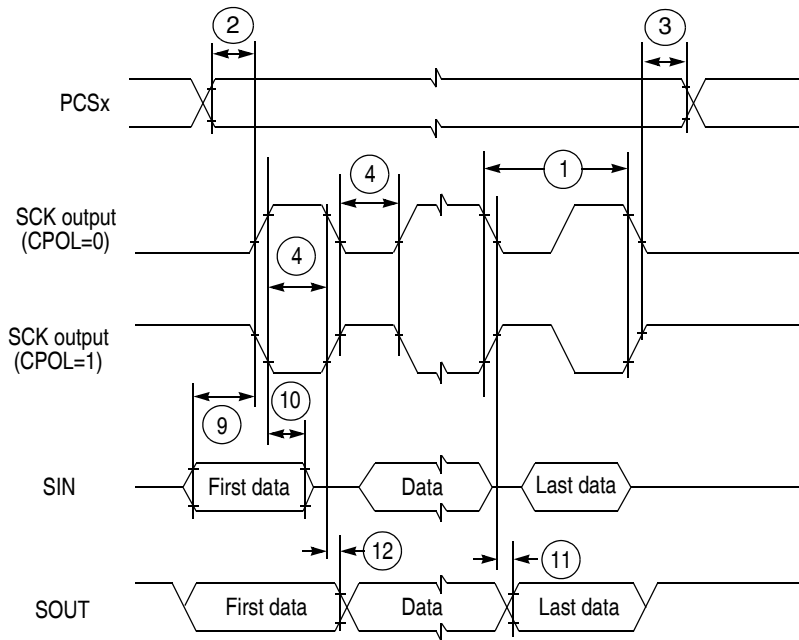 2
3
PCSx
4
1
SCK output
(CPOL=0)
4
SCK output
(CPOL=1)
9
10
SIN
First data
Data
Last data
12
11
SOUT
First data
Data
Last data